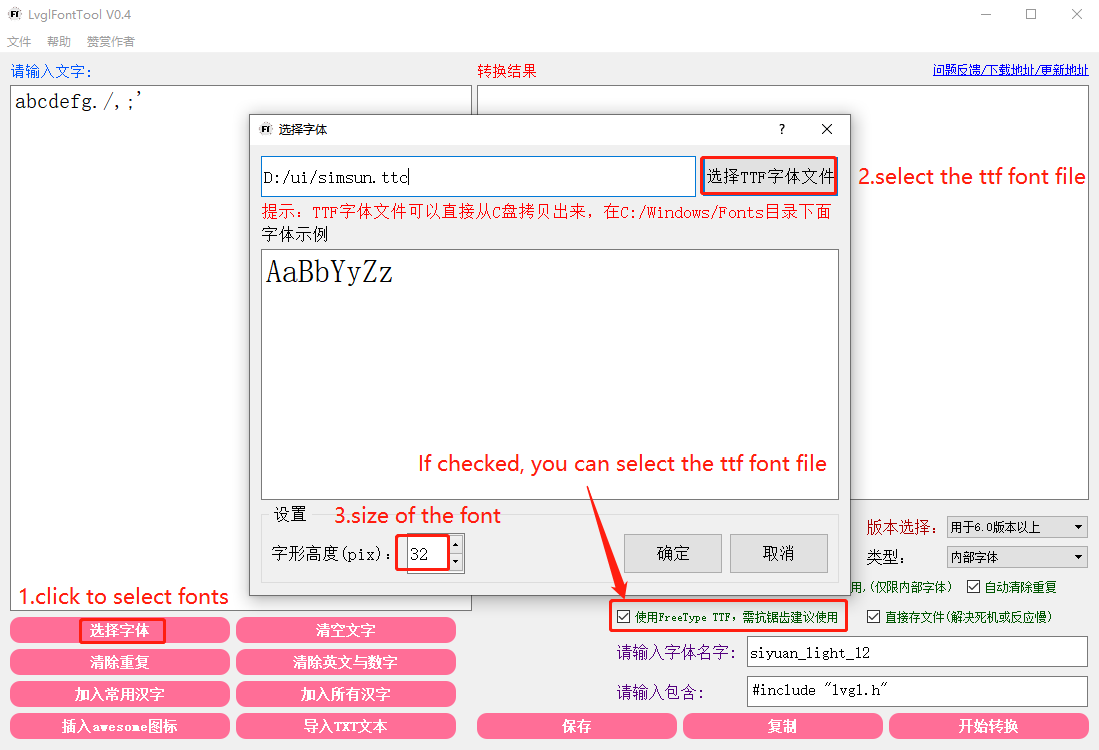 LvglFontTool V0.4
文件 帮助 赞赏作者
请输入文字:
转换结果
问题反馈/下载地址/更新地址
abcdefg./,;'
选择字体
?
D:/ui/simsun.ttc
选择TTF字体文件
2.select the ttf font file
提示: TTF字体文件可以直接从C盘拷贝出来, 在C:/Windows/Fonts目录下面
字体示例
AaBbYyZz
If checked, you can select the ttf font file
设置
3.size of the font
字形高度(pix):
32
确定
取消
版本选择:
用于6.0版本以上
类型:
内部字体
用,(仅限内部字体)
自动清除重复
1.click to select fonts
使用FreeType TTF, 需抗锯齿建议使用
直接存文件(解决死机或反应慢)
选择字体
清空文字
请输入字体名字:
siyuan_light_12
清除重复
清除英文与数字
请输入包含:
#include "lvgl.h"
加入常用汉字
加入所有汉字
插入awesome图标
导入TXT文本
保存
复制
开始转换